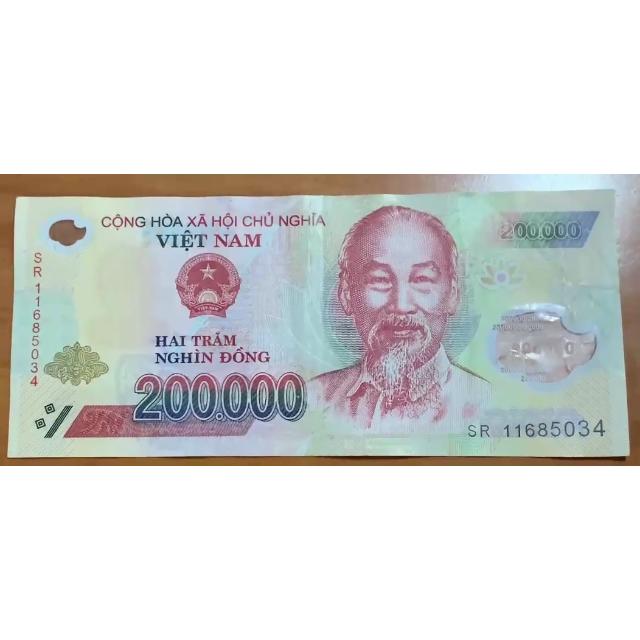 CỘNG HÒA XÃ HỘI CHỦ NGHĨA
VIỆT NAM
200.000
SR 11685034
HAI TRĂM
NGHÌN ĐỒNG
200.000
SR 11685034